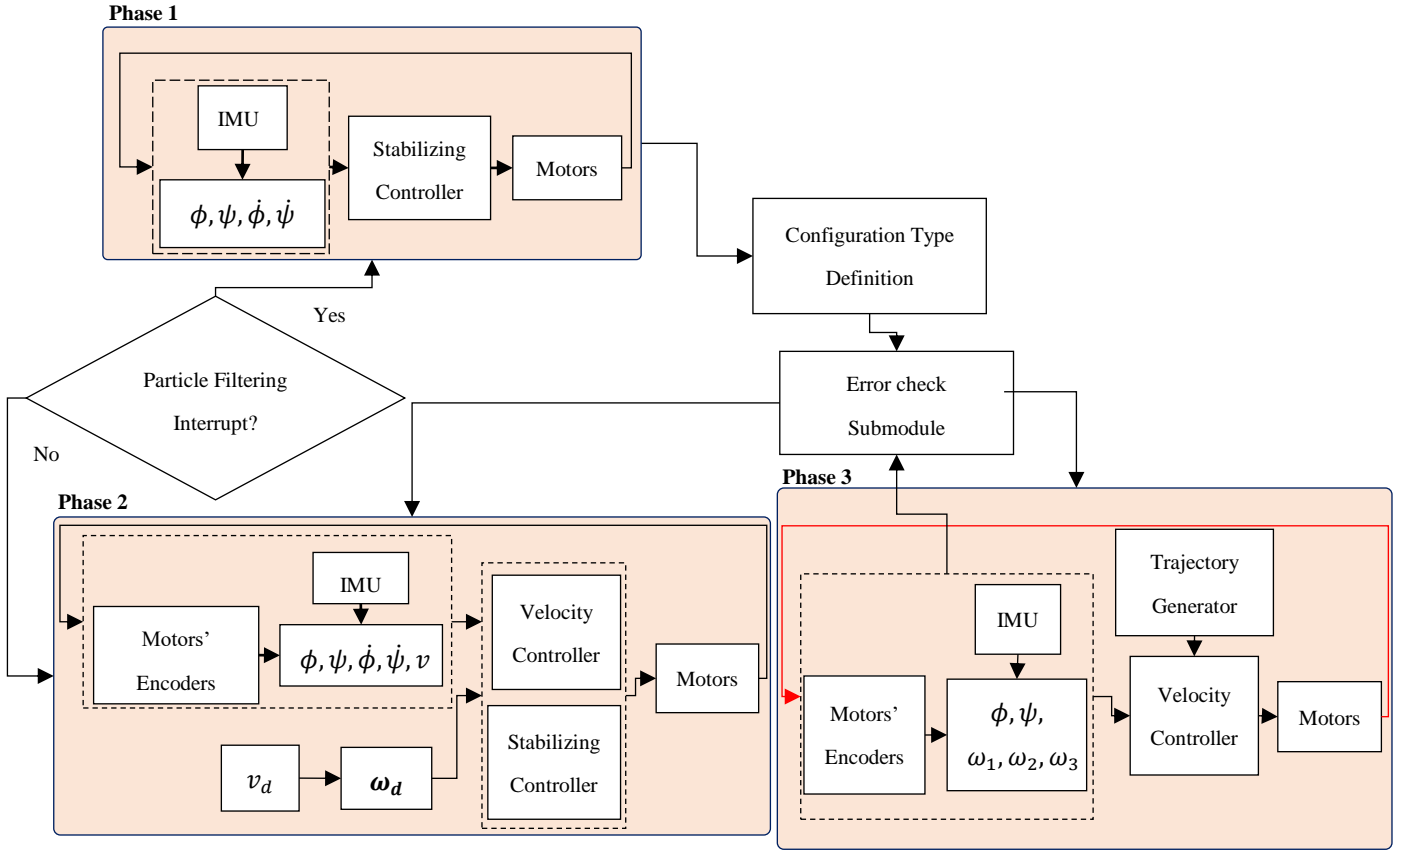 Phase 1
IMU
ϕ, ψ, ϕ̇, ψ̇
Stabilizing
Controller
Motors
Configuration Type
Definition
Yes
Particle Filtering
Interrupt?
No
Error check
Submodule
Phase 2
IMU
Motors’
Encoders
ϕ, ψ, ϕ̇, ψ̇, v
Velocity
Controller
Stabilizing
Controller
Motors
v_d
ω_d
Phase 3
IMU
Motors’
Encoders
ϕ, ψ,
ω₁, ω₂, ω₃
Trajectory
Generator
Velocity
Controller
Motors